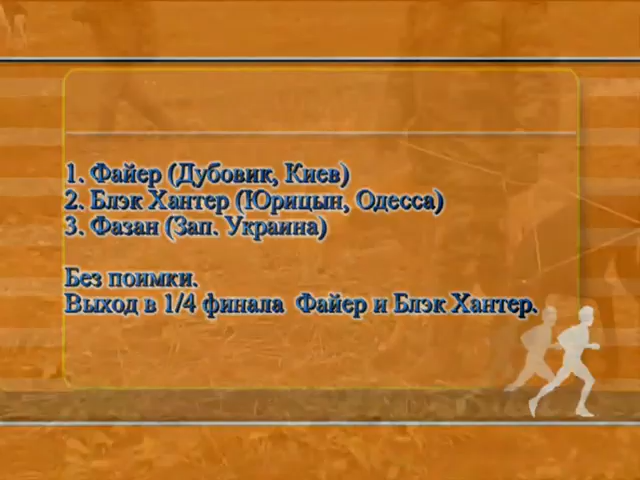 1. Файер (Дубовик, Киев)
2. Блэк Хантер (Юрицын, Одесса)
3. Фазан (Зап. Украина)
Без поимки.
Выход в 1/4 финала Файер и Блэк Хантер.